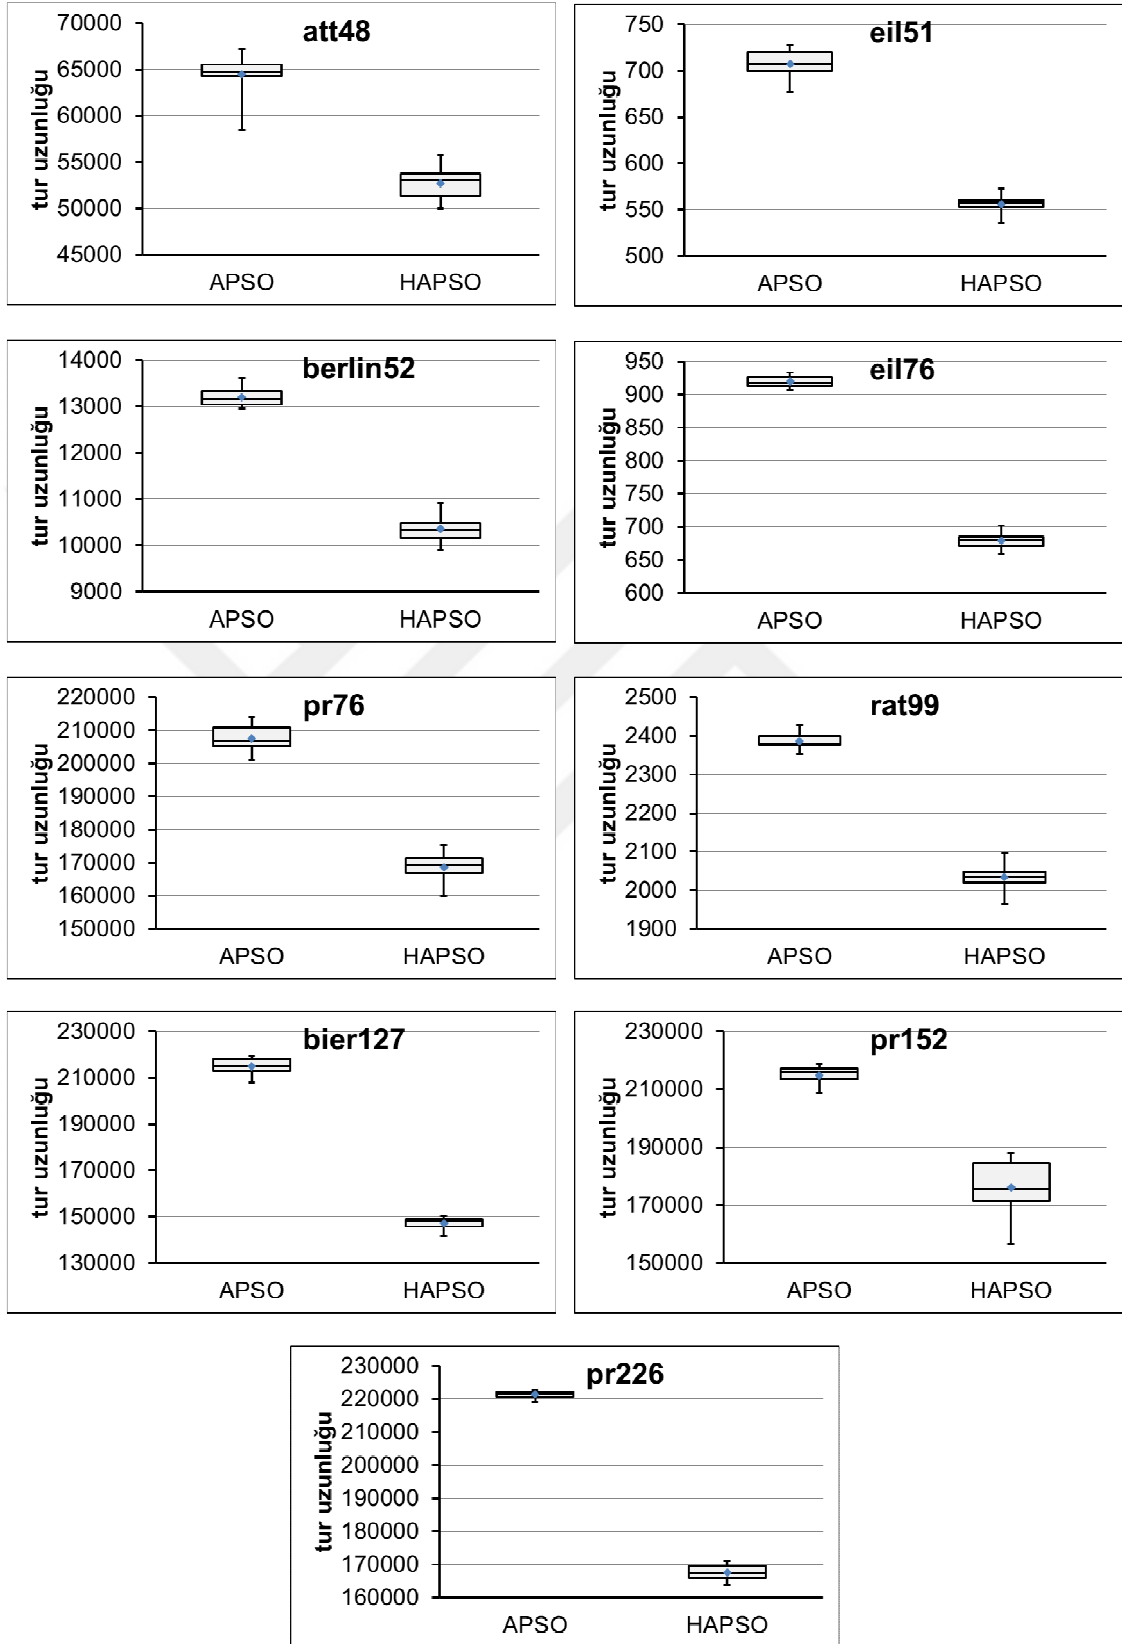 att48
tur uzunluğu
70000
65000
60000
55000
50000
45000
APSO HAPSO
eil51
tur uzunluğu
750
700
650
600
550
500
APSO HAPSO
berlin52
tur uzunluğu
14000
13000
12000
11000
10000
9000
APSO HAPSO
eil76
tur uzunluğu
950
900
850
800
750
700
650
600
APSO HAPSO
pr76
tur uzunluğu
220000
210000
200000
190000
180000
170000
160000
150000
APSO HAPSO
rat99
tur uzunluğu
2500
2400
2300
2200
2100
2000
1900
APSO HAPSO
bier127
tur uzunluğu
230000
210000
190000
170000
150000
130000
APSO HAPSO
pr152
tur uzunluğu
230000
210000
190000
170000
150000
APSO HAPSO
pr226
tur uzunluğu
230000
220000
210000
200000
190000
180000
170000
160000
APSO HAPSO